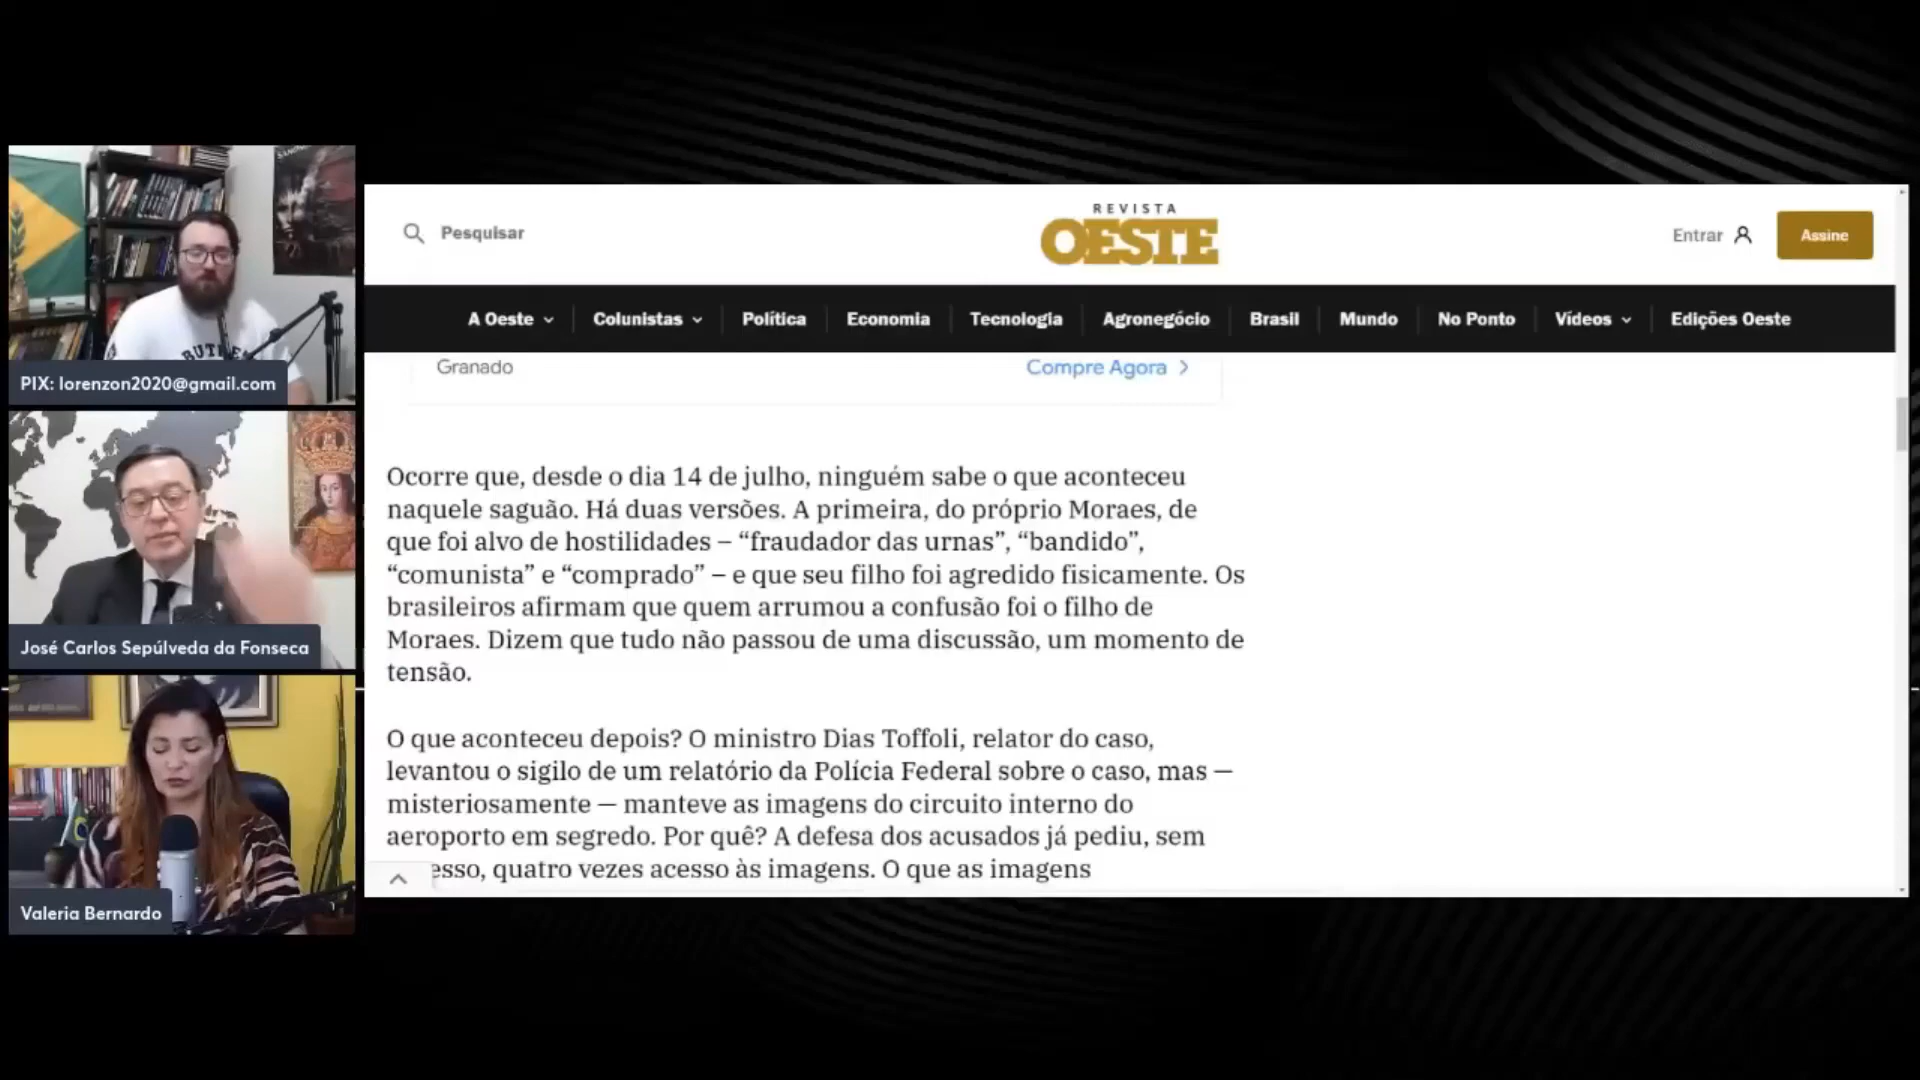 SANC
BUTLE
PIX: lorenzon2020@gmail.com
José Carlos Sepúlveda da Fonseca
Valeria Bernardo
Pesquisar
REVISTA
OESTE
Entrar
Assine
A Oeste
Colunistas
Política
Economia
Tecnologia
Agronegócio
Brasil
Mundo
No Ponto
Vídeos
Edições Oeste
Granado
Compre Agora
Ocorre que, desde o dia 14 de julho, ninguém sabe o que aconteceu
naquele saguão. Há duas versões. A primeira, do próprio Moraes, de
que foi alvo de hostilidades – “fraudador das urnas”, “bandido”,
“comunista” e “comprado” – e que seu filho foi agredido fisicamente. Os
brasileiros afirmam que quem arrumou a confusão foi o filho de
Moraes. Dizem que tudo não passou de uma discussão, um momento de
tensão.
O que aconteceu depois? O ministro Dias Toffoli, relator do caso,
levantou o sigilo de um relatório da Polícia Federal sobre o caso, mas —
misteriosamente — manteve as imagens do circuito interno do
aeroporto em segredo. Por quê? A defesa dos acusados já pediu, sem
esso, quatro vezes acesso às imagens. O que as imagens